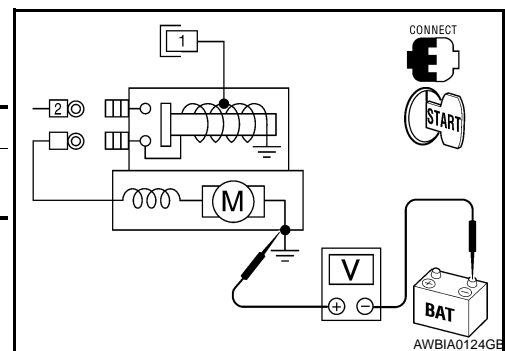 CONNECT
1
2
START
M
V
+ −
+ −
BAT
AWBIA0124GB